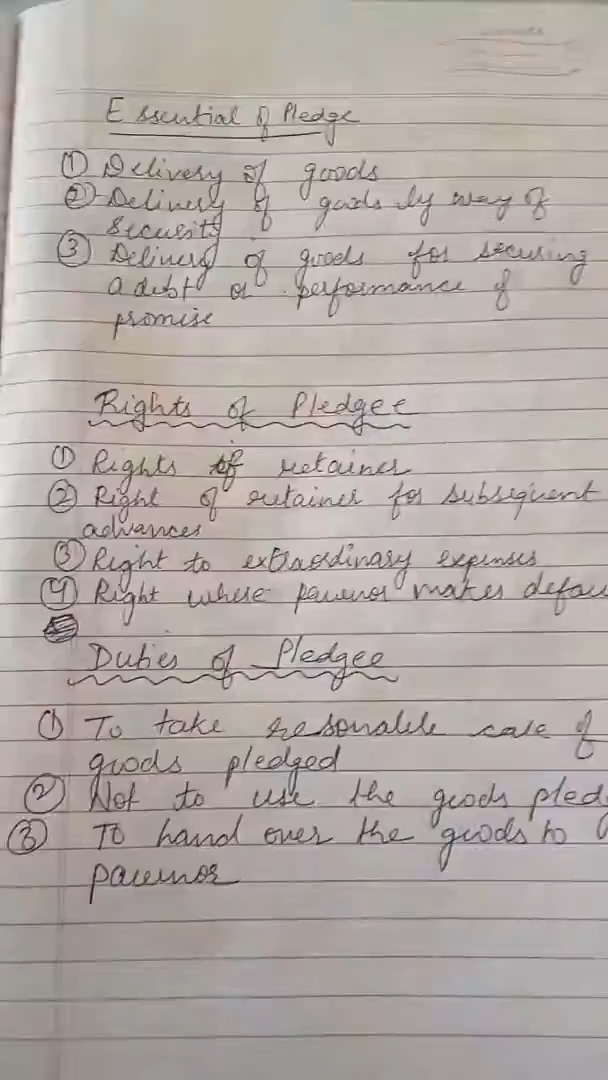 Essential of Pledge
① Delivery of goods
② Delivery of goods by way of
Security
③ Delivery of goods for securing
a debt or performance of
promise
Rights of Pledgee
① Rights of retainer
② Right of retainer for subsequent
advances
③ Right to extraordinary expenses
④ Right where pawnor makes defau
Duties of Pledgee
① To take resonable care of
goods pledged
② Not to use the goods pled
③ To hand over the goods to
pawnor